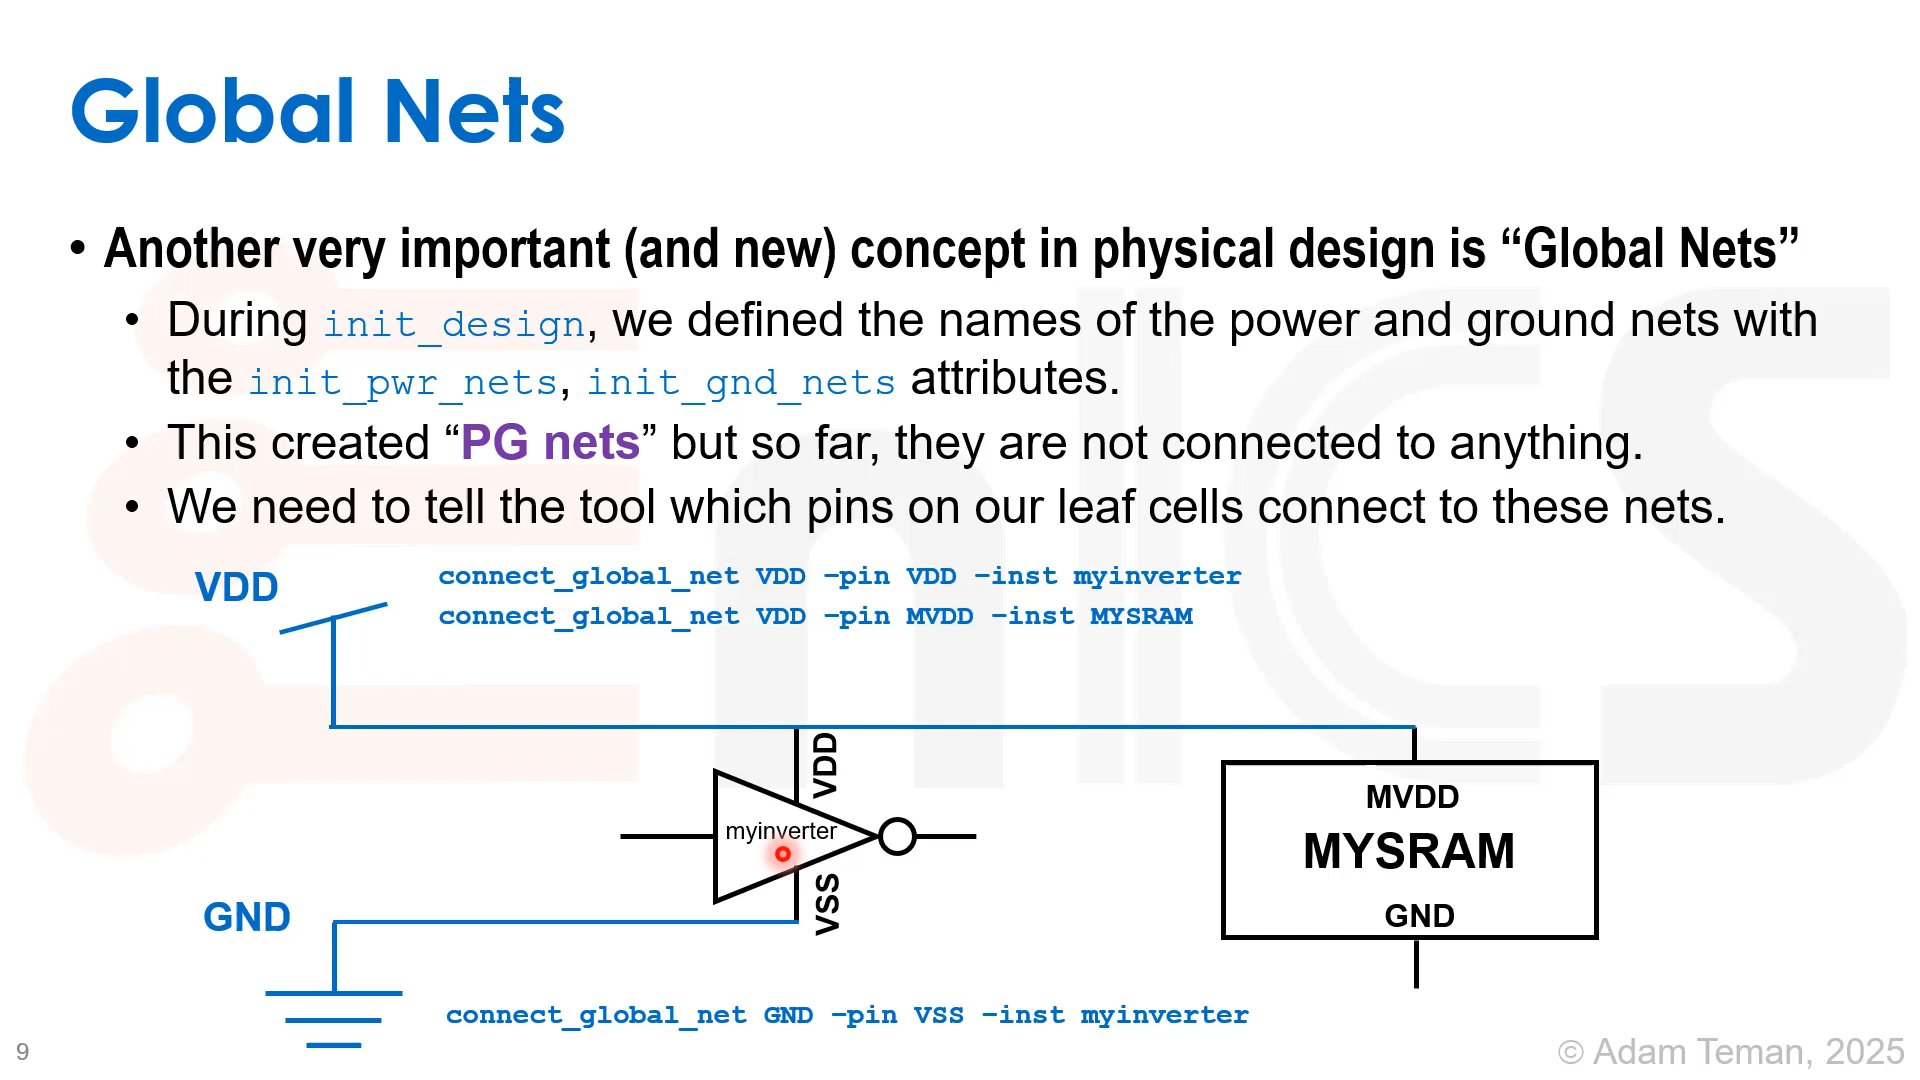 Global Nets
• Another very important (and new) concept in physical design is “Global Nets”
• During init_design, we defined the names of the power and ground nets with
the init_pwr_nets, init_gnd_nets attributes.
• This created “PG nets” but so far, they are not connected to anything.
• We need to tell the tool which pins on our leaf cells connect to these nets.
VDD
connect_global_net VDD –pin VDD –inst myinverter
connect_global_net VDD –pin MVDD –inst MYSRAM
VDD
myinverter
VSS
MVDD
MYSRAM
GND
GND
connect_global_net GND –pin VSS –inst myinverter
9
© Adam Teman, 2025
EnICS